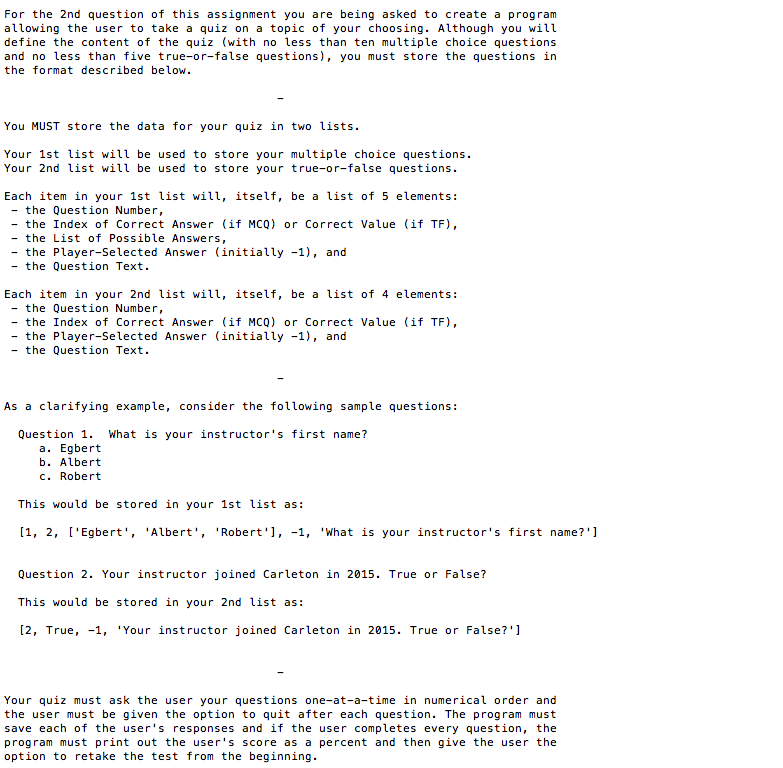 For the 2nd question of this assignment you are being asked to create a program
allowing the user to take a quiz on a topic of your choosing. Although you will
define the content of the quiz (with no less than ten multiple choice questions
and no less than five true-or-false questions), you must store the questions in
the format described below.
–
You MUST store the data for your quiz in two lists.
Your 1st list will be used to store your multiple choice questions.
Your 2nd list will be used to store your true-or-false questions.
Each item in your 1st list will, itself, be a list of 5 elements:
– the Question Number,
– the Index of Correct Answer (if MCQ) or Correct Value (if TF),
– the List of Possible Answers,
– the Player-Selected Answer (initially -1), and
– the Question Text.
Each item in your 2nd list will, itself, be a list of 4 elements:
– the Question Number,
– the Index of Correct Answer (if MCQ) or Correct Value (if TF),
– the Player-Selected Answer (initially -1), and
– the Question Text.
–
As a clarifying example, consider the following sample questions:
Question 1.  What is your instructor's first name?
a. Egbert
b. Albert
c. Robert
This would be stored in your 1st list as:
[1, 2, ['Egbert', 'Albert', 'Robert'], -1, 'What is your instructor's first name?']
Question 2. Your instructor joined Carleton in 2015. True or False?
This would be stored in your 2nd list as:
[2, True, -1, 'Your instructor joined Carleton in 2015. True or False?']
–
Your quiz must ask the user your questions one-at-a-time in numerical order and
the user must be given the option to quit after each question. The program must
save each of the user's responses and if the user completes every question, the
program must print out the user's score as a percent and then give the user the
option to retake the test from the beginning.